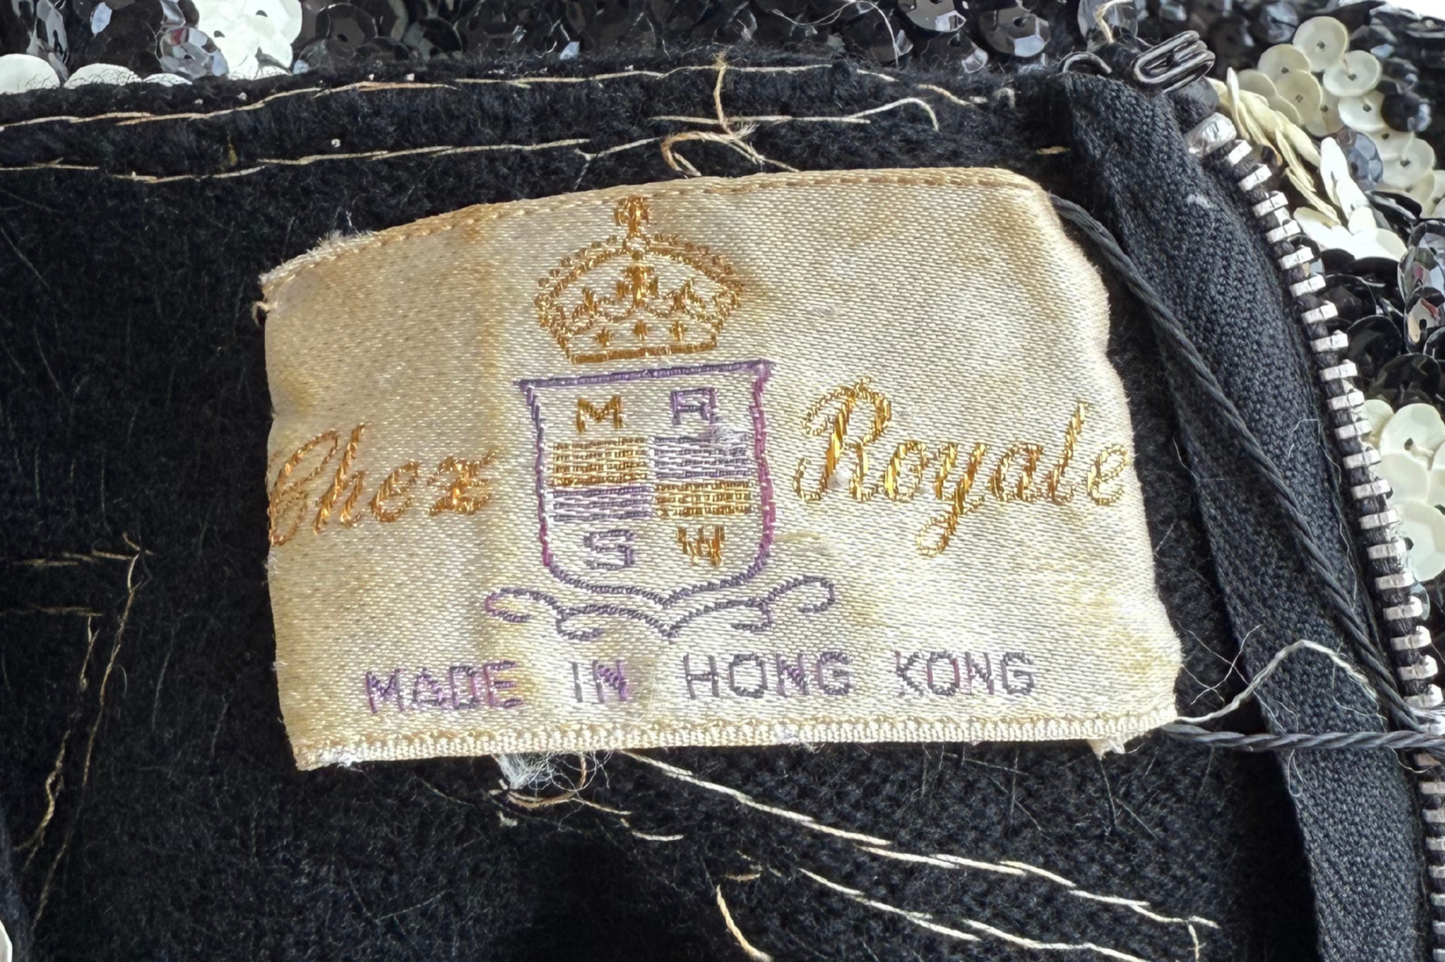 M R
Chez Royale
S W
MADE IN HONG KONG